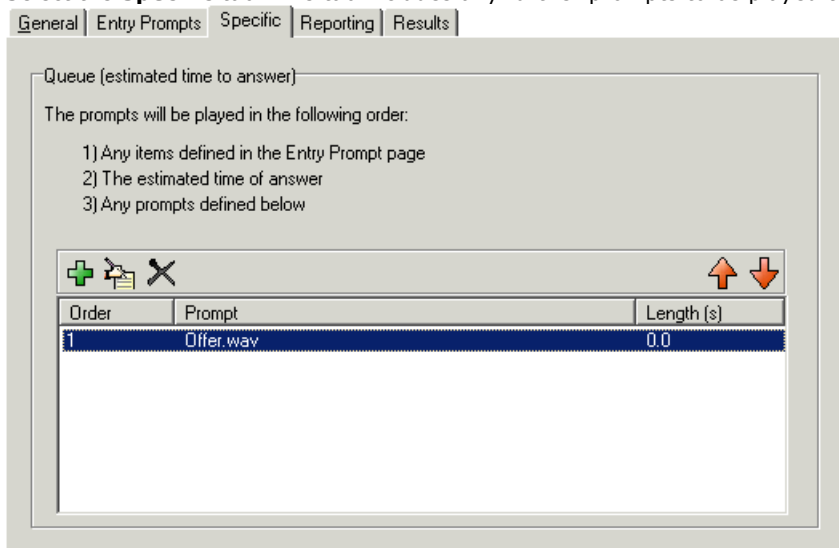 General Entry Prompts Specific Reporting Results
Queue (estimated time to answer)
The prompts will be played in the following order:
1) Any items defined in the Entry Prompt page
2) The estimated time of answer
3) Any prompts defined below
Order Prompt Length (s)
1 Offer.wav 0.0